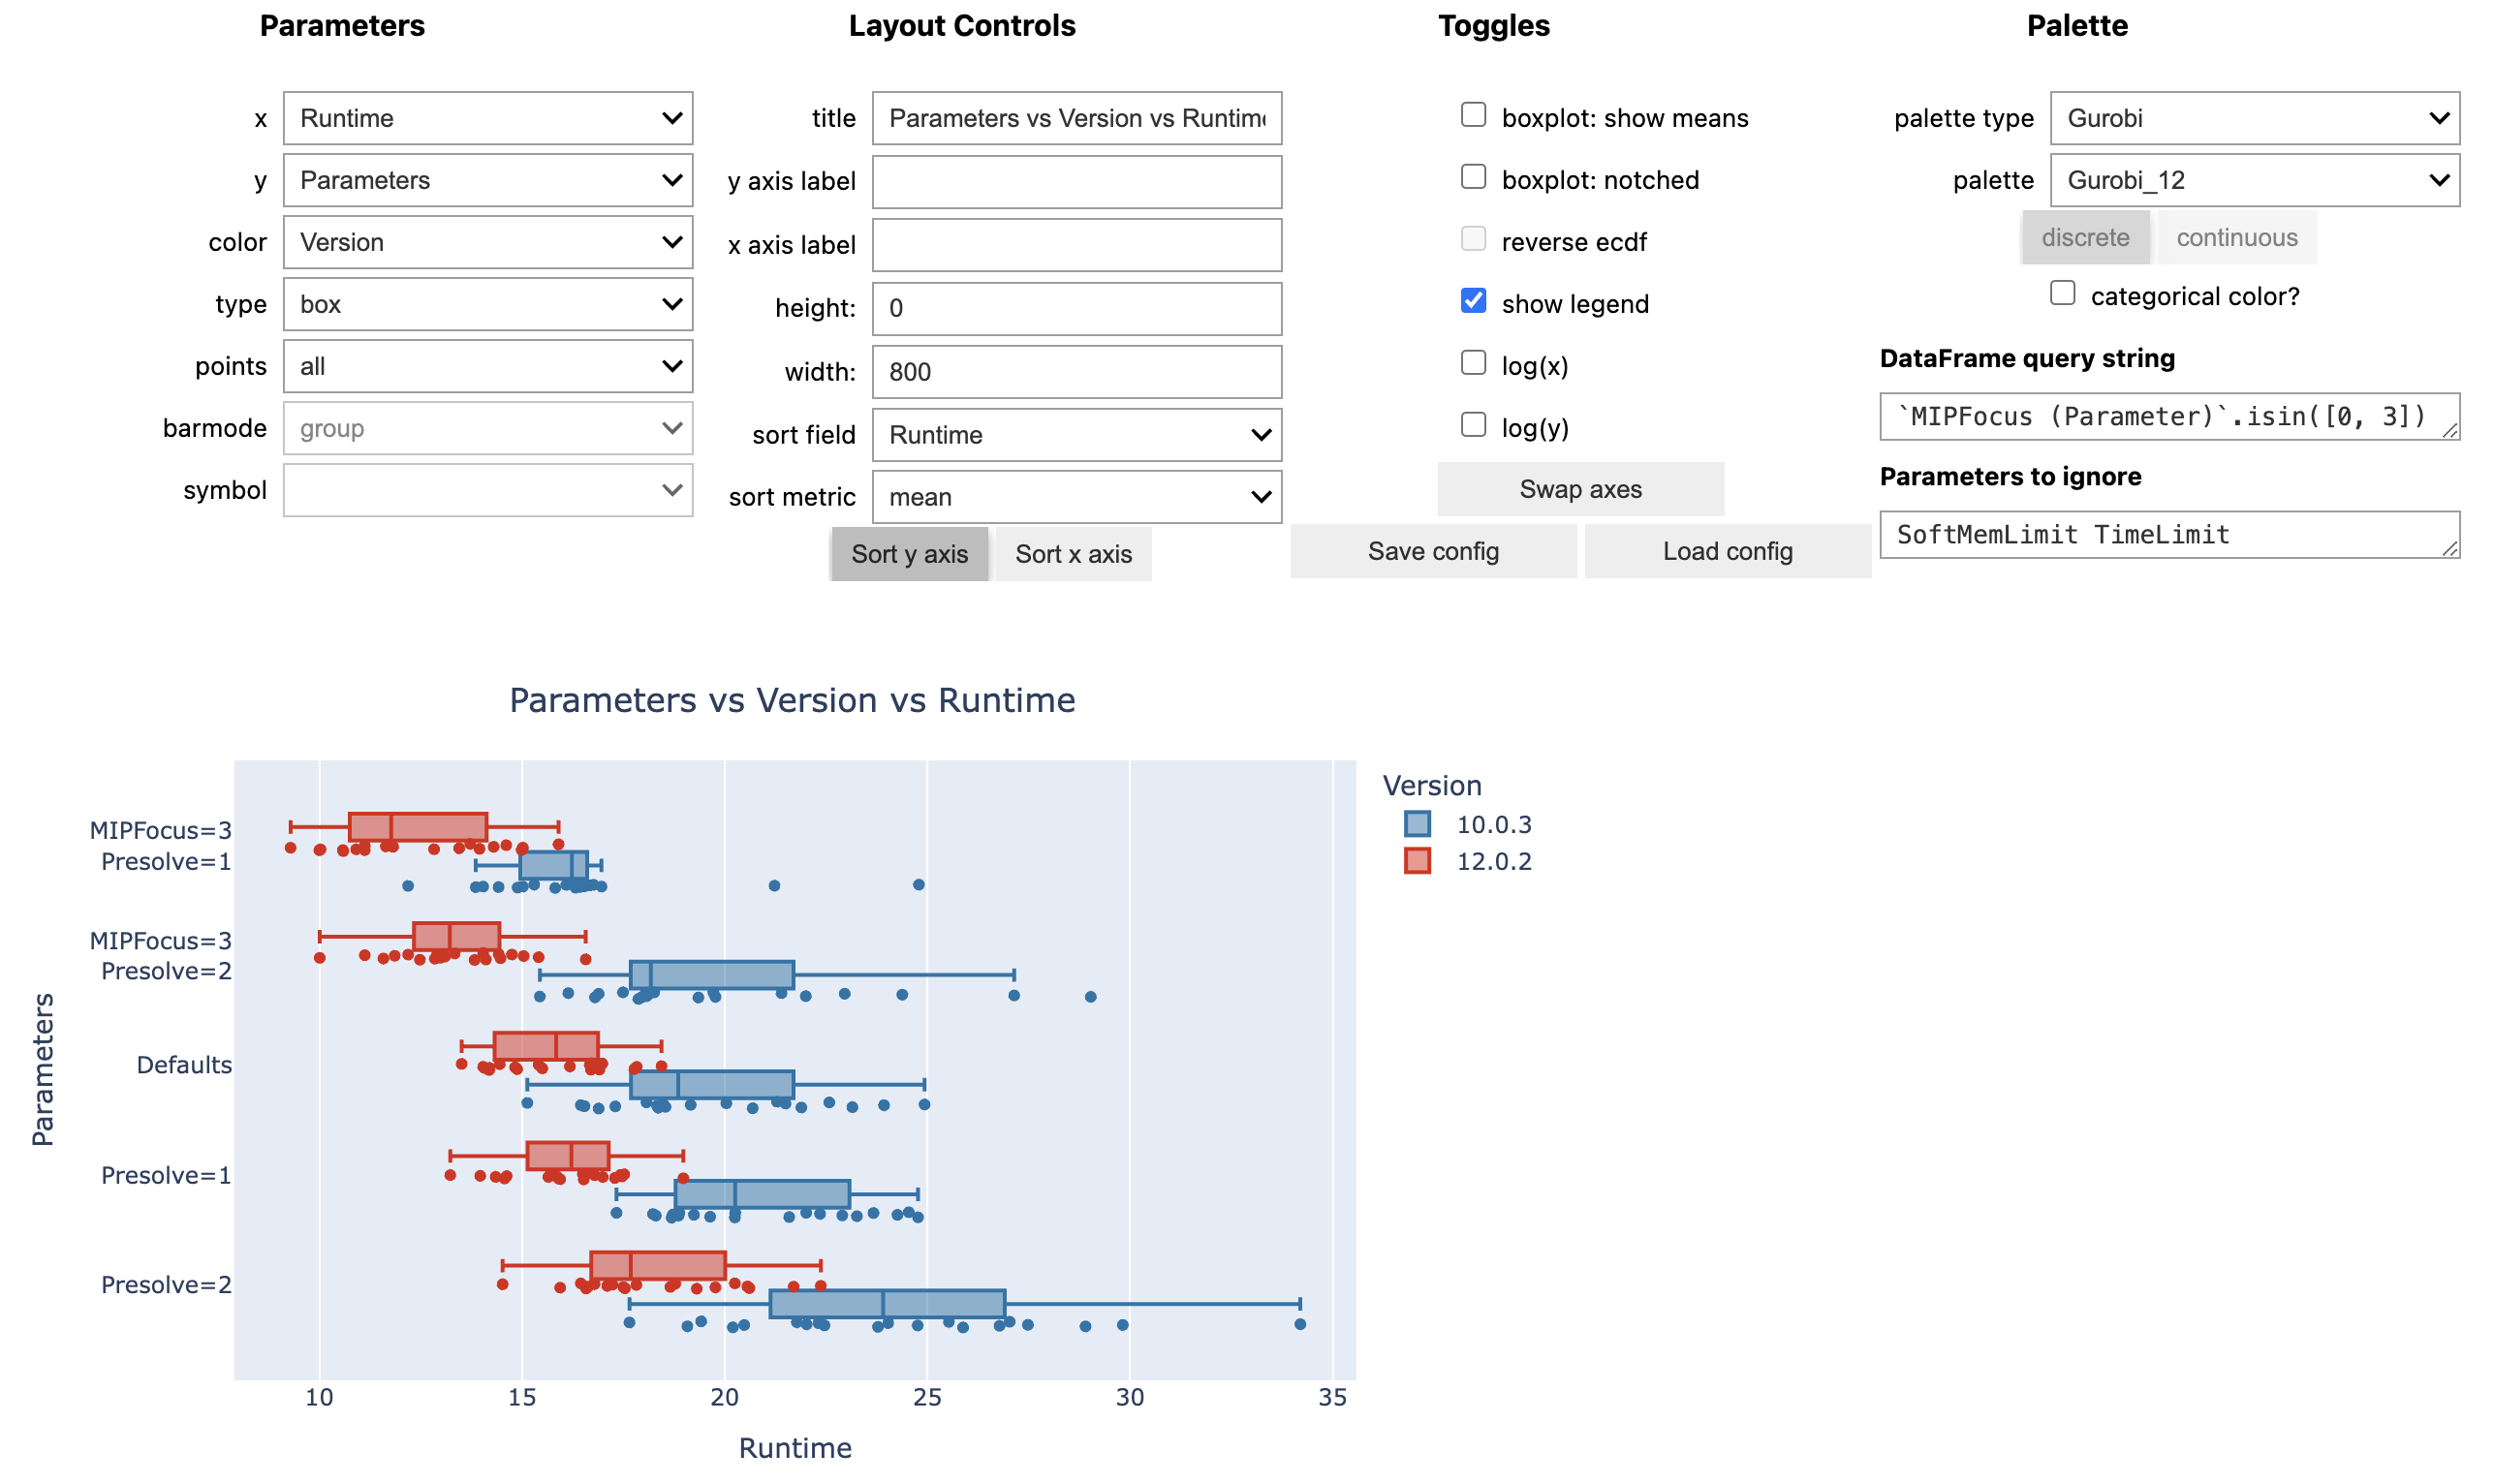 Parameters
x Runtime
y Parameters
color Version
type box
points all
barmode group
symbol
Layout Controls
title Parameters vs Version vs Runtime
y axis label
x axis label
height: 0
width: 800
sort field Runtime
sort metric mean
Sort y axis Sort x axis
Toggles
boxplot: show means
boxplot: notched
reverse ecdf
show legend
log(x)
log(y)
Swap axes
Save config Load config
Palette
palette type Gurobi
palette Gurobi_12
discrete continuous
categorical color?
DataFrame query string
`MIPFocus (Parameter)`.isin([0, 3])
Parameters to ignore
SoftMemLimit TimeLimit
Parameters vs Version vs Runtime
Parameters
MIPFocus=3
Presolve=1
MIPFocus=3
Presolve=2
Defaults
Presolve=1
Presolve=2
10 15 20 25 30 35
Runtime
Version
10.0.3
12.0.2